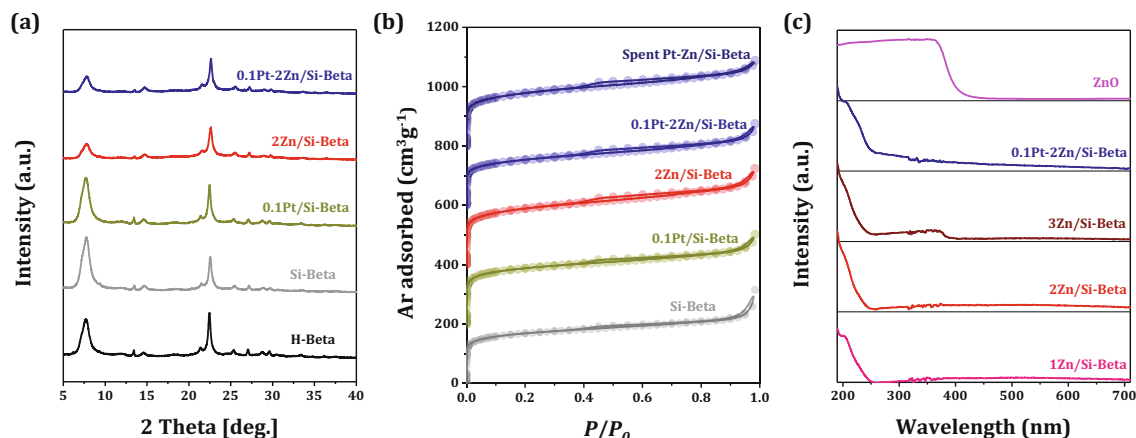 (a)
0.1Pt-2Zn/Si-Beta
2Zn/Si-Beta
0.1Pt/Si-Beta
Si-Beta
H-Beta
Intensity (a.u.)
5 10 15 20 25 30 35 40
2 Theta [deg.]
(b)
1200
1000
800
600
400
200
0
Spent Pt-Zn/Si-Beta
0.1Pt-2Zn/Si-Beta
2Zn/Si-Beta
0.1Pt/Si-Beta
Si-Beta
Ar adsorbed (cm³g⁻¹)
0.0 0.2 0.4 0.6 0.8 1.0
P/P₀
(c)
ZnO
0.1Pt-2Zn/Si-Beta
3Zn/Si-Beta
2Zn/Si-Beta
1Zn/Si-Beta
Intensity (a.u.)
200 300 400 500 600 700
Wavelength (nm)